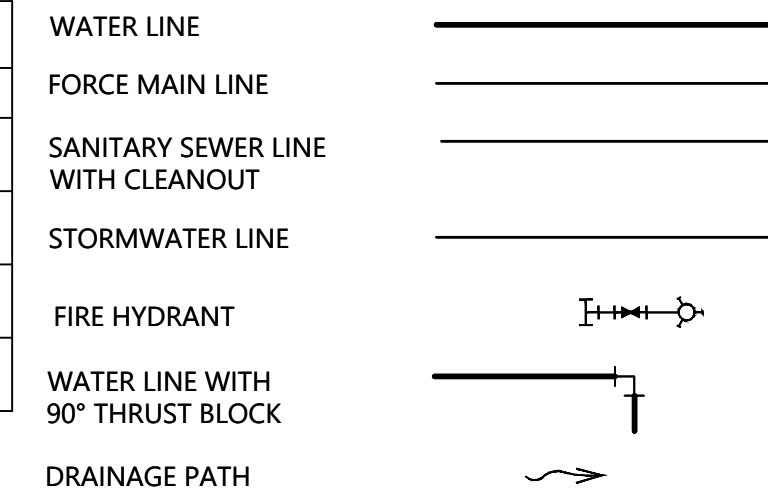 WATER LINE
FORCE MAIN LINE
SANITARY SEWER LINE
WITH CLEANOUT
STORMWATER LINE
FIRE HYDRANT
WATER LINE WITH
90° THRUST BLOCK
DRAINAGE PATH